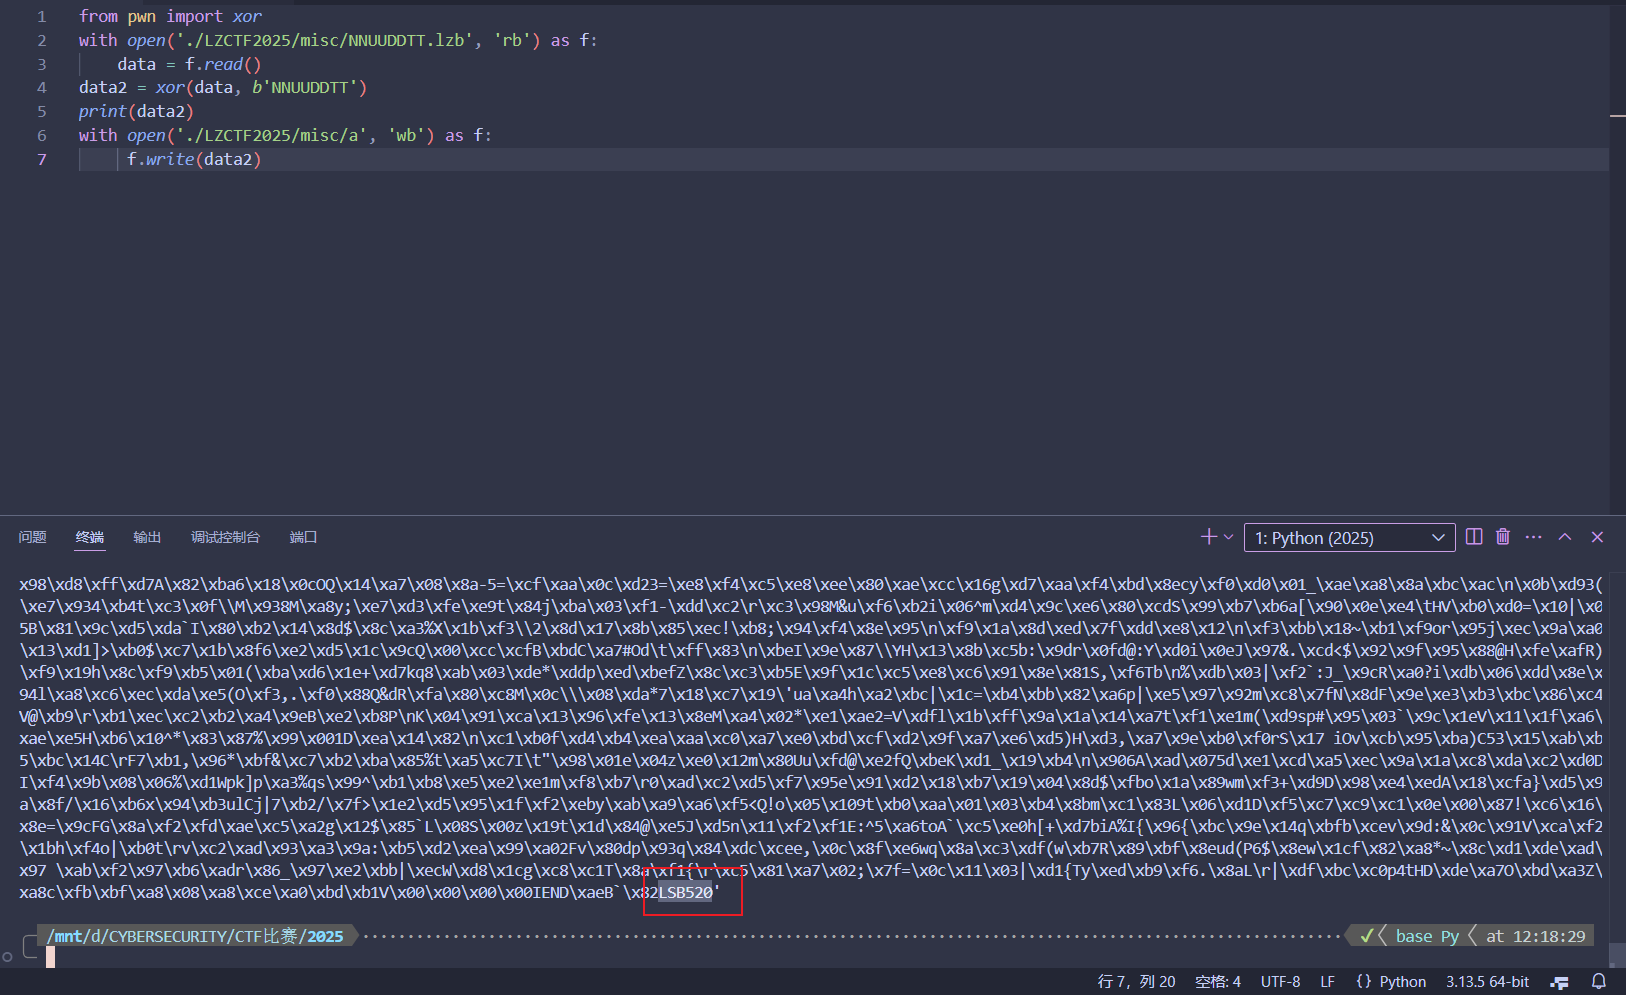 1 from pwn import xor
2 with open('./LZCTF2025/misc/NNUUDDTT.lzb', 'rb') as f:
3 data = f.read()
4 data2 = xor(data, b'NNUUDDTT')
5 print(data2)
6 with open('./LZCTF2025/misc/a', 'wb') as f:
7 f.write(data2)
问题 终端 输出 调试控制台 端口 1: Python (2025)
x98\xd8\xff\xd7A\x82\xba6\x18\x0cOQ\x14\xa7\x08\x8a-5=\xcf\xaa\x0c\xd23=\xe8\xf4\xc5\xe8\xee\x80\xae\xcc\x16g\xd7\xaa\xf4\xbd\x8ecy\xf0\xd0\x01_\xae\xa8\x8a\xbc\xac\n\x0b\xd93(
\xe7\x934\xb4t\xc3\x0f\\M\x938M\xa8y;\xe7\xd3\xfe\xe9t\x84j\xba\x03\xf1-\xdd\xc2\r\xc3\x98M&u\xf6\xb2i\x06^m\xd4\x9c\xe6\x80\xcdS\x99\xb7\xb6a[\x90\x0e\xe4\tHV\xb0\xd0=\x10|\x0
5B\x81\x9c\xd5\xda`I\x80\xb2\x14\x8d$\x8c\xa3%X\x1b\xf3\\2\x8d\x17\x8b\x85\xec!\xb8;\x94\xf4\x8e\x95\n\xf9\x1a\x8d\xed\x7f\xdd\xe8\x12\n\xf3\xbb\x18~\xb1\xf9or\x95j\xec\x9a\xa0
\x13\xd1]>\xb0$\xc7\x1b\x8f6\xe2\xd5\x1c\x9cQ\x00\xcc\xcfB\xbdC\xa7#Od\t\xff\x83\n\xbeI\x9e\x87\\YH\x13\x8b\xc5b:\x9dr\x0fd@:Y\xd0i\x0eJ\x97&.\xcd<$\x92\x9f\x95\x88@H\xfe\xafR)
\xf9\x19h\x8c\xf9\xb5\x01(\xba\xd6\x1e+\xd7kq8\xab\x03\xde*\xddp\xed\xbefZ\x8c\xc3\xb5E\x9f\x1c\xc5\xe8\xc6\x91\x8e\x81S,\xf6Tb\n%\xdb\x03|\xf2`:J_\x9cR\xa0?i\xdb\x06\xdd\x8e\x
94l\xa8\xc6\xec\xda\xe5(O\xf3,.\xf0\x88Q&dR\xfa\x80\xc8M\x0c\\\x08\xda*7\x18\xc7\x19\'ua\xa4h\xa2\xbc|\x1c=\xb4\xbb\x82\xa6p|\xe5\x97\x92m\xc8\x7fN\x8dF\x9e\xe3\xb3\xbc\x86\xc4
V@\xb9\r\xb1\xec\xc2\xb2\xa4\x9eB\xe2\xb8P\nK\x04\x91\xca\x13\x96\xfe\x13\x8eM\xa4\x02*\xe1\xae2=V\xdfl\x1b\xff\x9a\x1a\x14\xa7t\xf1\xe1m(\xd9sp#\x95\x03`\x9c\x1eV\x11\x1f\xa6\
xae\xe5H\xb6\x10^*\x83\x87%\x99\x001D\xea\x14\x82\n\xc1\xb0f\xd4\xb4\xea\xaa\xc0\xa7\xe0\xbd\xcf\xd2\x9f\xa7\xe6\xd5)H\xd3,\xa7\x9e\xb0\xf0rS\x17 iOv\xcb\x95\xba)C53\x15\xab\xb
5\xbc\x14C\rF7\xb1,\x96*\xbf&\xc7\xb2\xba\x85%t\xa5\xc7I\t"\x98\x01e\x04z\xe0\x12m\x80Uu\xfd@\xe2fQ\xbeK\xd1_\x19\xb4\n\x906A\xad\x075d\xe1\xcd\xa5\xec\x9a\x1a\xc8\xda\xc2\xd0D
I\xf4\x9b\x08\x06%\xd1Wpk]p\xa3%qs\x99^\xb1\xb8\xe5\xe2\xe1m\xf8\xb7\r0\xad\xc2\xd5\xf7\x95e\x91\xd2\x18\xb7\x19\x04\x8d$\xfbo\x1a\x89wm\xf3+\xd9D\x98\xe4\xedA\x18\xcfa}\xd5\x9
a\x8f/\x16\xb6x\x94\xb3ulCj|7\xb2/\x7f>\x1e2\xd5\x95\x1f\xf2\xeby\xab\xa9\xa6\xf5<Q!o\x05\x109t\xb0\xaa\x01\x03\xb4\x8bm\xc1\x83L\x06\xd1D\xf5\xc7\xc9\xc1\x0e\x00\x87!\xc6\x16\
x8e=\x9cFG\x8a\xf2\xfd\xae\xc5\xa2g\x12$\x85`L\x08S\x00z\x19t\x1d\x84@\xe5J\xd5n\x11\xf2\xf1E:^5\xa6toA`\xc5\xe0h[+\xd7biA%I{\x96{\xbc\x9e\x14q\xbfb\xcev\x9d:&\x0c\x91V\xca\xf2
\x1bh\xf4o|\xb0t\rv\xc2\xad\x93\xa3\x9a:\xb5\xd2\xea\x99\xa02Fv\x80dp\x93q\x84\xdc\xcee,\x0c\x8f\xe6wq\x8a\xc3\xdf(w\xb7R\x89\xbf\x8eud(P6$\x8ew\x1cf\x82\xa8*~\x8c\xd1\xde\xad\
x97 \xab\xf2\x97\xb6\xadr\x86_\x97\xe2\xbb|\xecW\xd8\x1cg\xc8\xc1T\x8a\xf1{\r\xc5\x81\xa7\x02;\x7f=\x0c\x11\x03|\xd1{Ty\xed\xb9\xf6.\x8aL\r|\xdf\xbc\x0p4tHD\xde\xa7O\xbd\xa3Z\
xa8c\xfb\xbf\xa8\x08\xa8\xce\xa0\xbd\xb1V\x00\x00\x00\x00IEND\xaeB`\x82LSB520'
/mnt/d/CYBERSECURITY/CTF比赛/2025 base Py at 12:18:29
行 7, 列 20 空格: 4 UTF-8 LF {} Python 3.13.5 64-bit